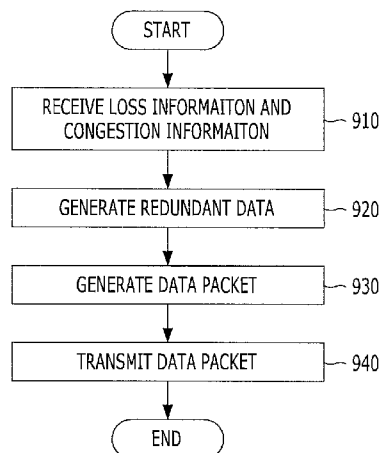 START
RECEIVE LOSS INFORMAITON AND
CONGESTION INFORMAITON
910
GENERATE REDUNDANT DATA
920
GENERATE DATA PACKET
930
TRANSMIT DATA PACKET
940
END